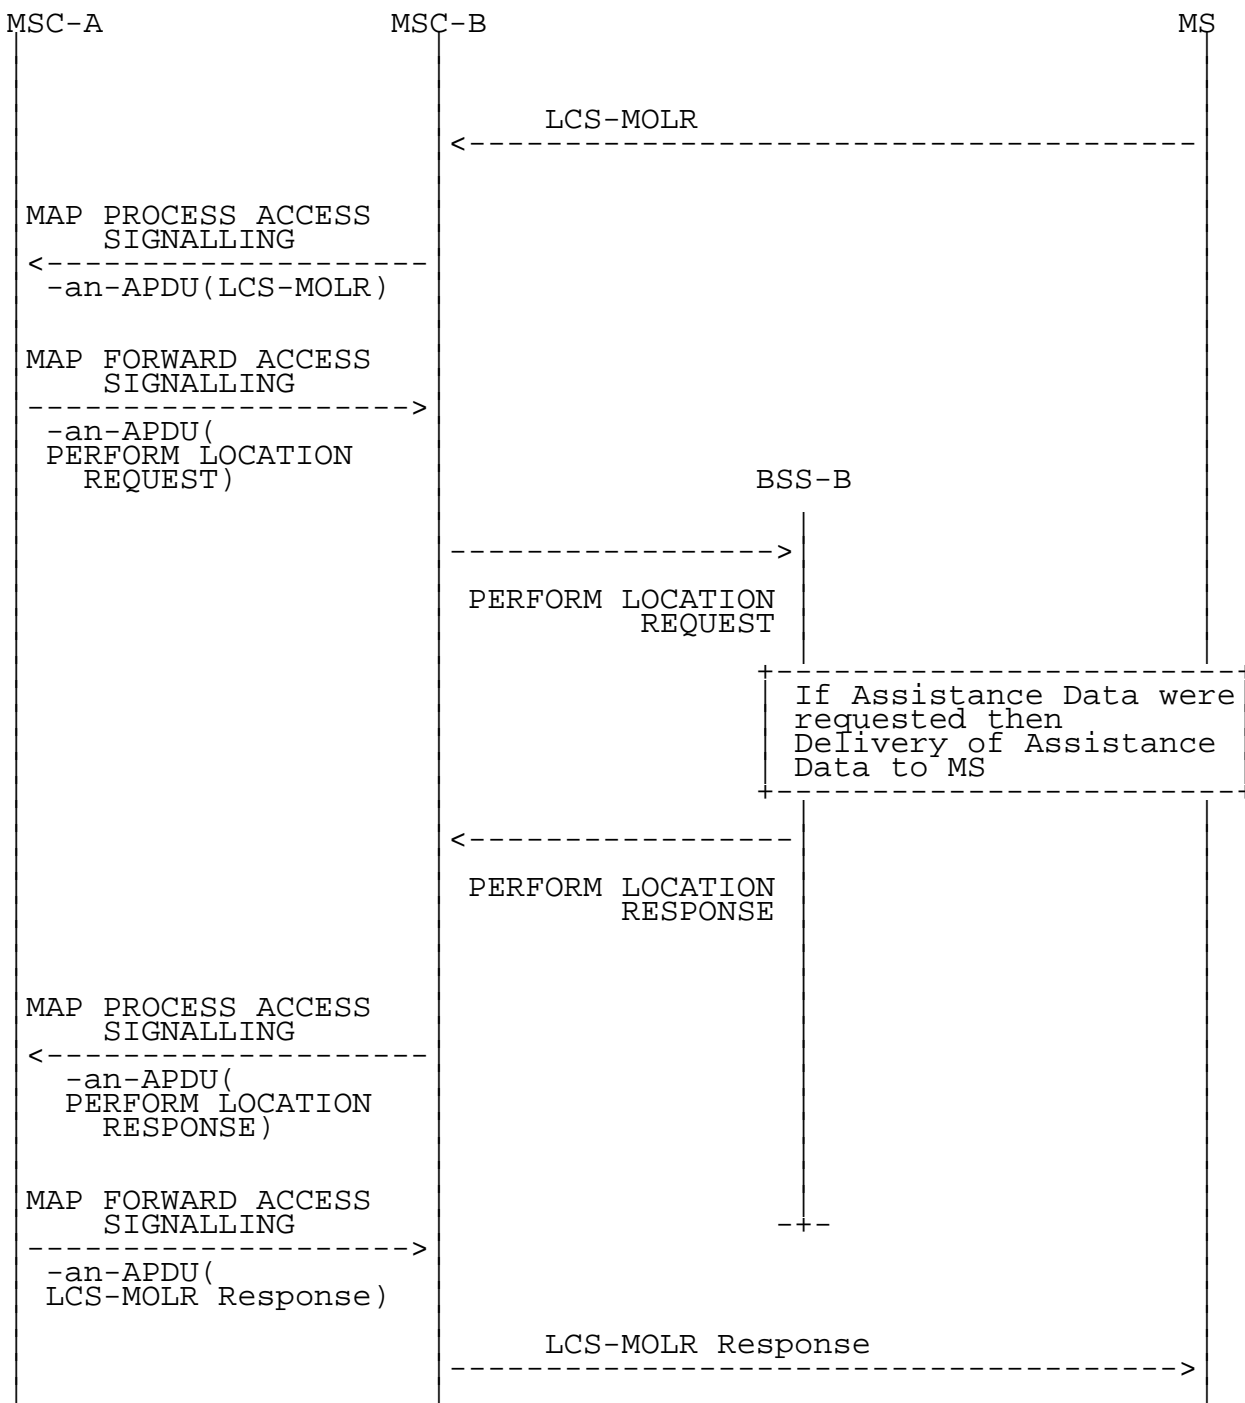 MSC-A MSC-B MS
LCS-MOLR
MAP PROCESS ACCESS
SIGNALLING
-an-APDU(LCS-MOLR)
MAP FORWARD ACCESS
SIGNALLING
-an-APDU(
PERFORM LOCATION
REQUEST)
BSS-B
PERFORM LOCATION
REQUEST
If Assistance Data were
requested then
Delivery of Assistance
Data to MS
PERFORM LOCATION
RESPONSE
MAP PROCESS ACCESS
SIGNALLING
-an-APDU(
PERFORM LOCATION
RESPONSE)
MAP FORWARD ACCESS
SIGNALLING
-an-APDU(
LCS-MOLR Response)
LCS-MOLR Response